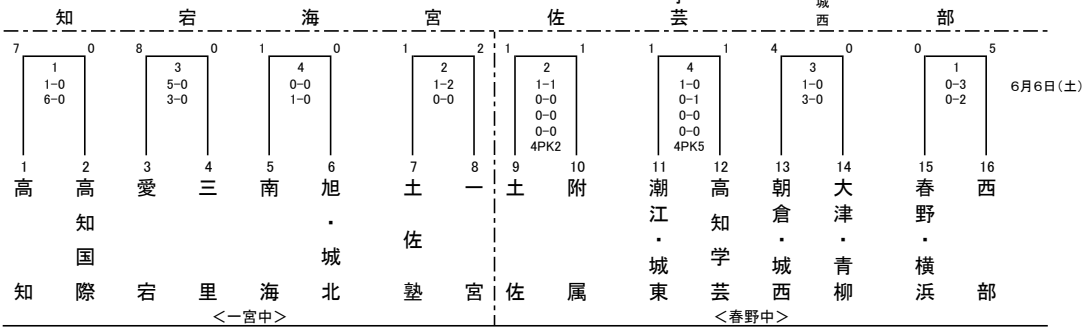 城
知 宕 海 宮 佐 芸 西 部
7 0 8 0 1 0 1 2 1 1 1 1 4 0 0 5
1 3 4 2 2 4 3 1
1-0 5-0 0-0 1-2 1-1 1-0 1-0 0-3 6月6日(土)
6-0 3-0 1-0 0-0 0-0 0-1 3-0 0-2
0-0 0-0
0-0 0-0
4PK2 4PK5
1 2 3 4 5 6 7 8 9 10 11 12 13 14 15 16
高知
高知国際
愛宕
三里
南海
旭・城北
土佐塾
一宮
土佐
附属
潮江・城東
高知学芸
朝倉・城西
大津・青柳
春野・横浜
西部
<一宮中> <春野中>